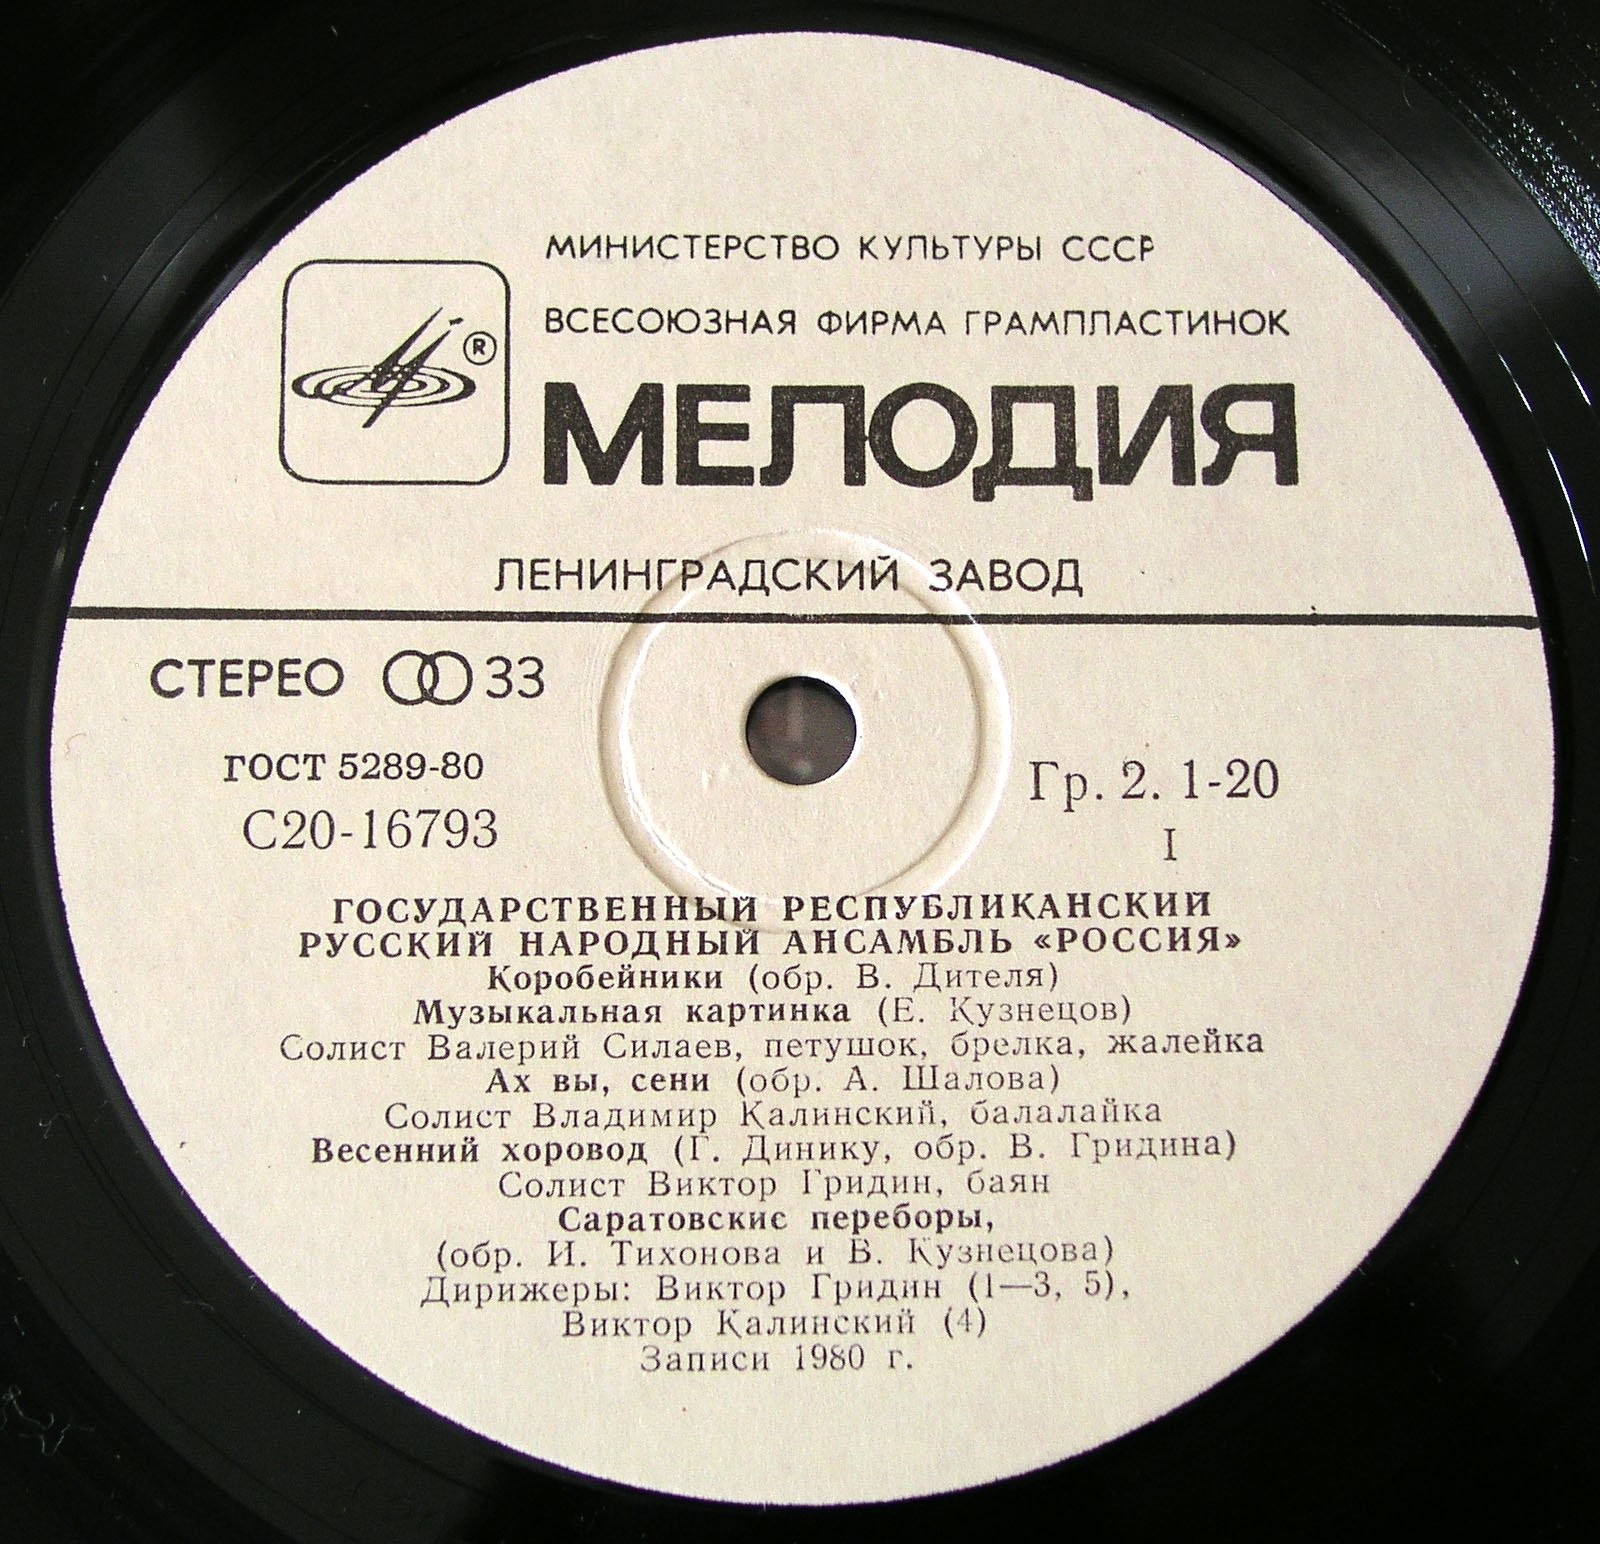 МИНИСТЕРСТВО КУЛЬТУРЫ СССР
ВСЕСОЮЗНАЯ ФИРМА ГРАМПЛАСТИНОК
®
МЕЛОДИЯ
ЛЕНИНГРАДСКИЙ ЗАВОД
СТЕРЕО 33
ГОСТ 5289-80
С20-16793
Гр. 2. 1-20
I
ГОСУДАРСТВЕННЫЙ РЕСПУБЛИКАНСКИЙ
РУССКИЙ НАРОДНЫЙ АНСАМБЛЬ «РОССИЯ»
Коробейники (обр. В. Дителя)
Музыкальная картинка (Е. Кузнецов)
Солист Валерий Силаев, петушок, брелка, жалейка
Ах вы, сени (обр. А. Шалова)
Солист Владимир Калинский, балалайка
Весенний хоровод (Г. Динику, обр. В. Гридина)
Солист Виктор Гридин, баян
Саратовские переборы,
(обр. И. Тихонова и В. Кузнецова)
Дирижеры: Виктор Гридин (1—3, 5),
Виктор Калинский (4)
Записи 1980 г.